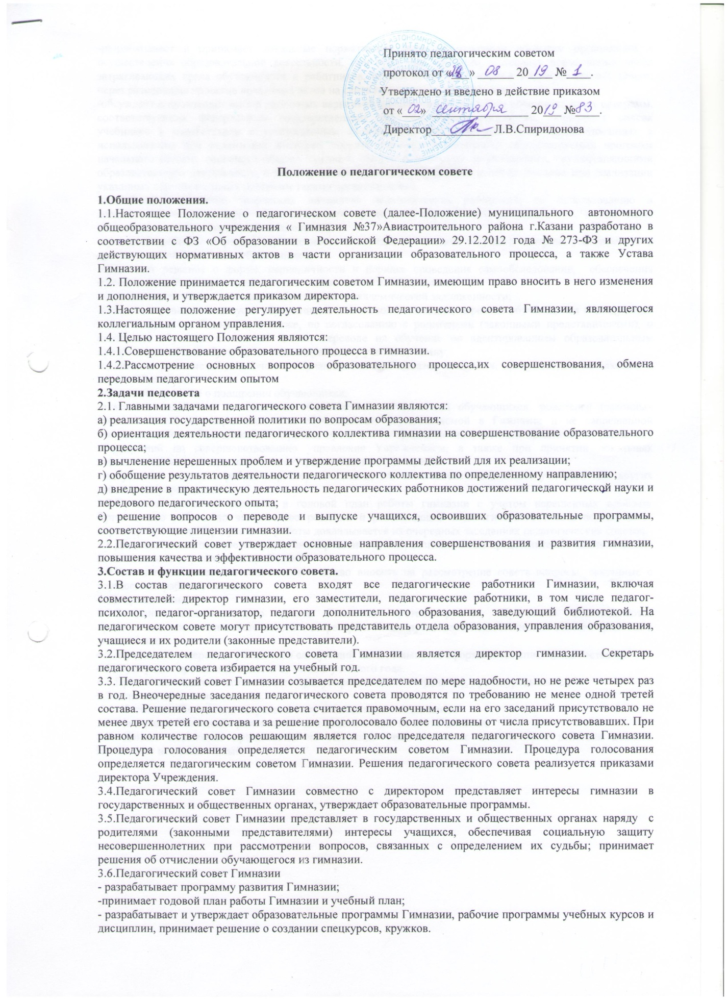 Принято педагогическим советом
протокол от «__» 08 2019 №1.
Утверждено и введено в действие приказом
от «02» сентября 2019 №83.
Директор__________ Л.В.Спиридонова
Положение о педагогическом совете
1.Общие положения.
1.1.Настоящее Положение о педагогическом совете (далее-Положение) муниципального автономного
общеобразовательного учреждения « Гимназия №37»Авиастроительного района г.Казани разработано в
соответствии с ФЗ «Об образовании в Российской Федерации» 29.12.2012 года № 273-ФЗ и других
действующих нормативных актов в части организации образовательного процесса, а также Устава
Гимназии.
1.2. Положение принимается педагогическим советом Гимназии, имеющим право вносить в него изменения
и дополнения, и утверждается приказом директора.
1.3.Настоящее положение регулирует деятельность педагогического совета Гимназии, являющегося
коллегиальным органом управления.
1.4. Целью настоящего Положения являются:
1.4.1.Совершенствование образовательного процесса в гимназии.
1.4.2.Рассмотрение основных вопросов образовательного процесса,их совершенствования, обмена
передовым педагогическим опытом
2.Задачи педсовета
2.1. Главными задачами педагогического совета Гимназии являются:
а) реализация государственной политики по вопросам образования;
б) ориентация деятельности педагогического коллектива гимназии на совершенствование образовательного
процесса;
в) вычленение нерешенных проблем и утверждение программы действий для их реализации;
г) обобщение результатов деятельности педагогического коллектива по определенному направлению;
д) внедрение в практическую деятельность педагогических работников достижений педагогической науки и
передового педагогического опыта;
е) решение вопросов о переводе и выпуске учащихся, освоивших образовательные программы,
соответствующие лицензии гимназии.
2.2.Педагогический совет утверждает основные направления совершенствования и развития гимназии,
повышения качества и эффективности образовательного процесса.
3.Состав и функции педагогического совета.
3.1.В состав педагогического совета входят все педагогические работники Гимназии, включая
совместителей: директор гимназии, его заместители, педагогические работники, в том числе педагог-
психолог, педагог-организатор, педагоги дополнительного образования, заведующий библиотекой. На
педагогическом совете могут присутствовать представитель отдела образования, управления образования,
учащиеся и их родители (законные представители).
3.2.Председателем педагогического совета Гимназии является директор гимназии. Секретарь
педагогического совета избирается на учебный год.
3.3. Педагогический совет Гимназии созывается председателем по мере надобности, но не реже четырех раз
в год. Внеочередные заседания педагогического совета проводятся по требованию не менее одной третей
состава. Решение педагогического совета считается правомочным, если на его заседаний присутствовало не
менее двух третей его состава и за решение проголосовало более половины от числа присутствовавших. При
равном количестве голосов решающим является голос председателя педагогического совета Гимназии.
Процедура голосования определяется педагогическим советом Гимназии. Процедура голосования
определяется педагогическим советом Гимназии. Решения педагогического совета реализуется приказами
директора Учреждения.
3.4.Педагогический совет Гимназии совместно с директором представляет интересы гимназии в
государственных и общественных органах, утверждает образовательные программы.
3.5.Педагогический совет Гимназии представляет в государственных и общественных органах наряду с
родителями (законными представителями) интересы учащихся, обеспечивая социальную защиту
несовершеннолетних при рассмотрении вопросов, связанных с определением их судьбы; принимает
решения об отчислении обучающегося из гимназии.
3.6.Педагогический совет Гимназии
- разрабатывает программу развития Гимназии;
-принимает годовой план работы Гимназии и учебный план;
- разрабатывает и утверждает образовательные программы Гимназии, рабочие программы учебных курсов и
дисциплин, принимает решение о создании спецкурсов, кружков.